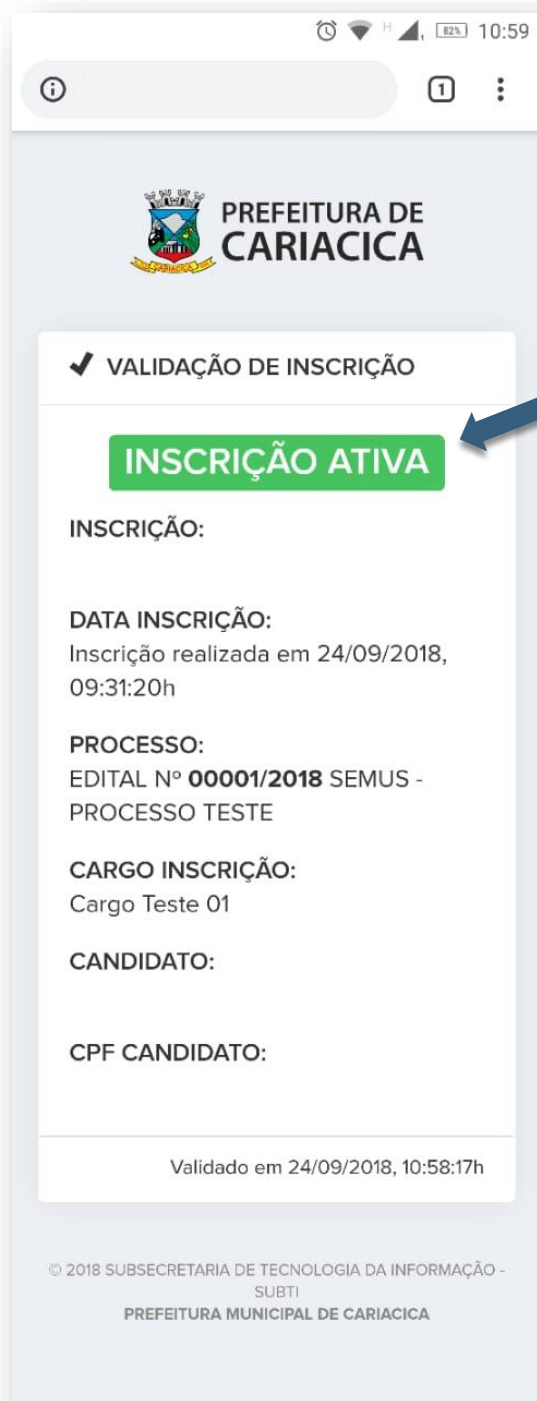 H 82% 10:59
1
PREFEITURA DE
CARIACICA
CARIACICA
VALIDAÇÃO DE INSCRIÇÃO
INSCRIÇÃO ATIVA
INSCRIÇÃO:
DATA INSCRIÇÃO:
Inscrição realizada em 24/09/2018,
09:31:20h
PROCESSO:
EDITAL Nº 00001/2018 SEMUS -
PROCESSO TESTE
CARGO INSCRIÇÃO:
Cargo Teste 01
CANDIDATO:
CPF CANDIDATO:
Validado em 24/09/2018, 10:58:17h
© 2018 SUBSECRETARIA DE TECNOLOGIA DA INFORMAÇÃO -
SUBTI
PREFEITURA MUNICIPAL DE CARIACICA